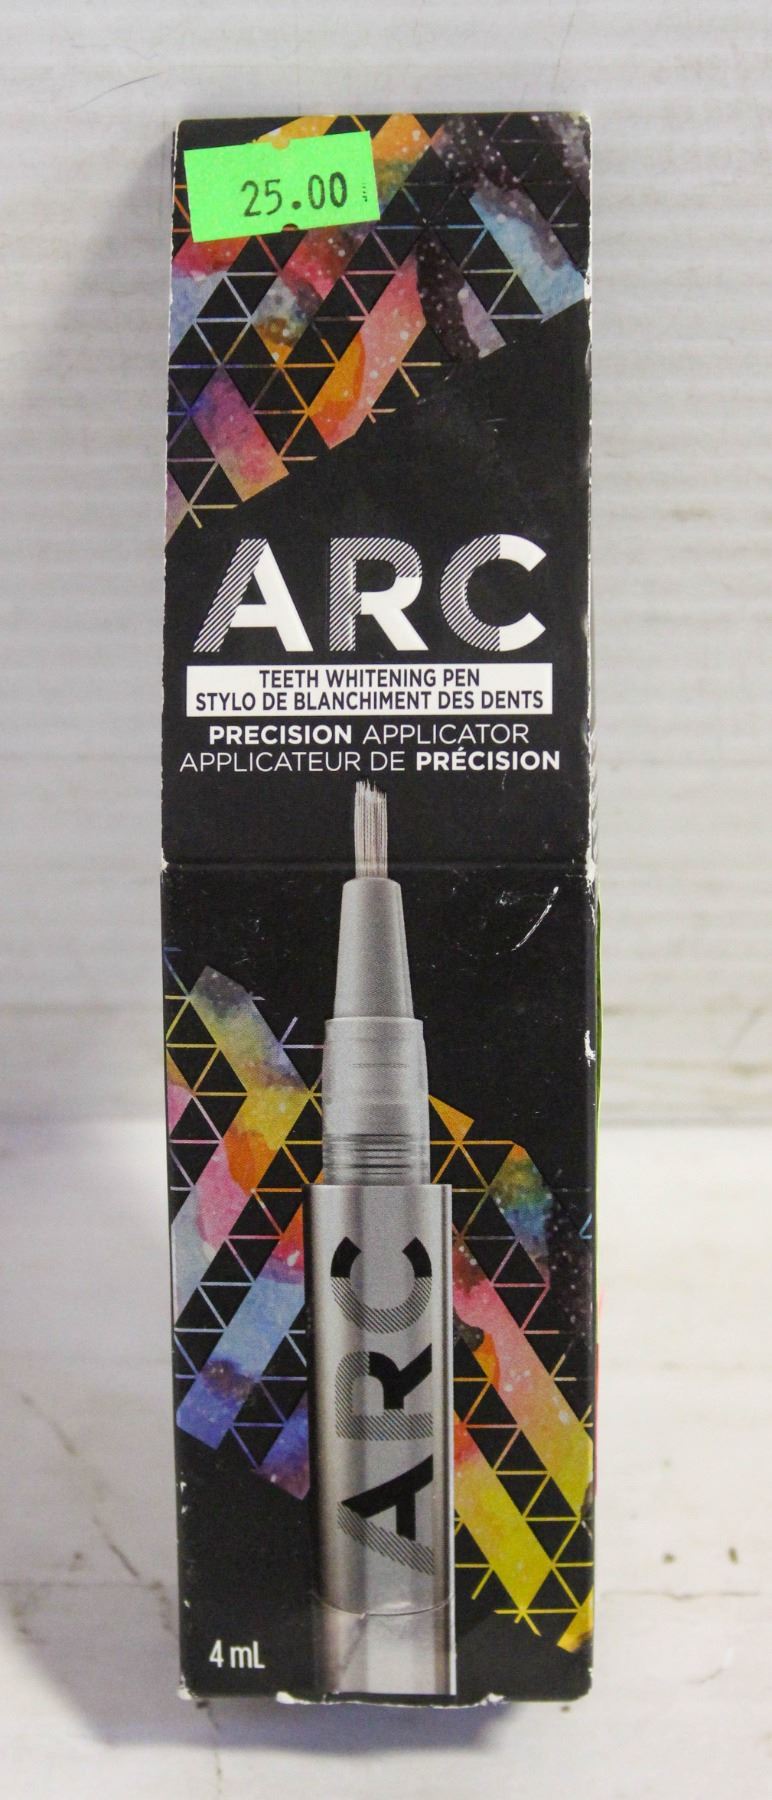 25.00
ARC
TEETH WHITENING PEN
STYLO DE BLANCHIMENT DES DENTS
PRECISION APPLICATOR
APPLICATEUR DE PRÉCISION
ARC
4 mL